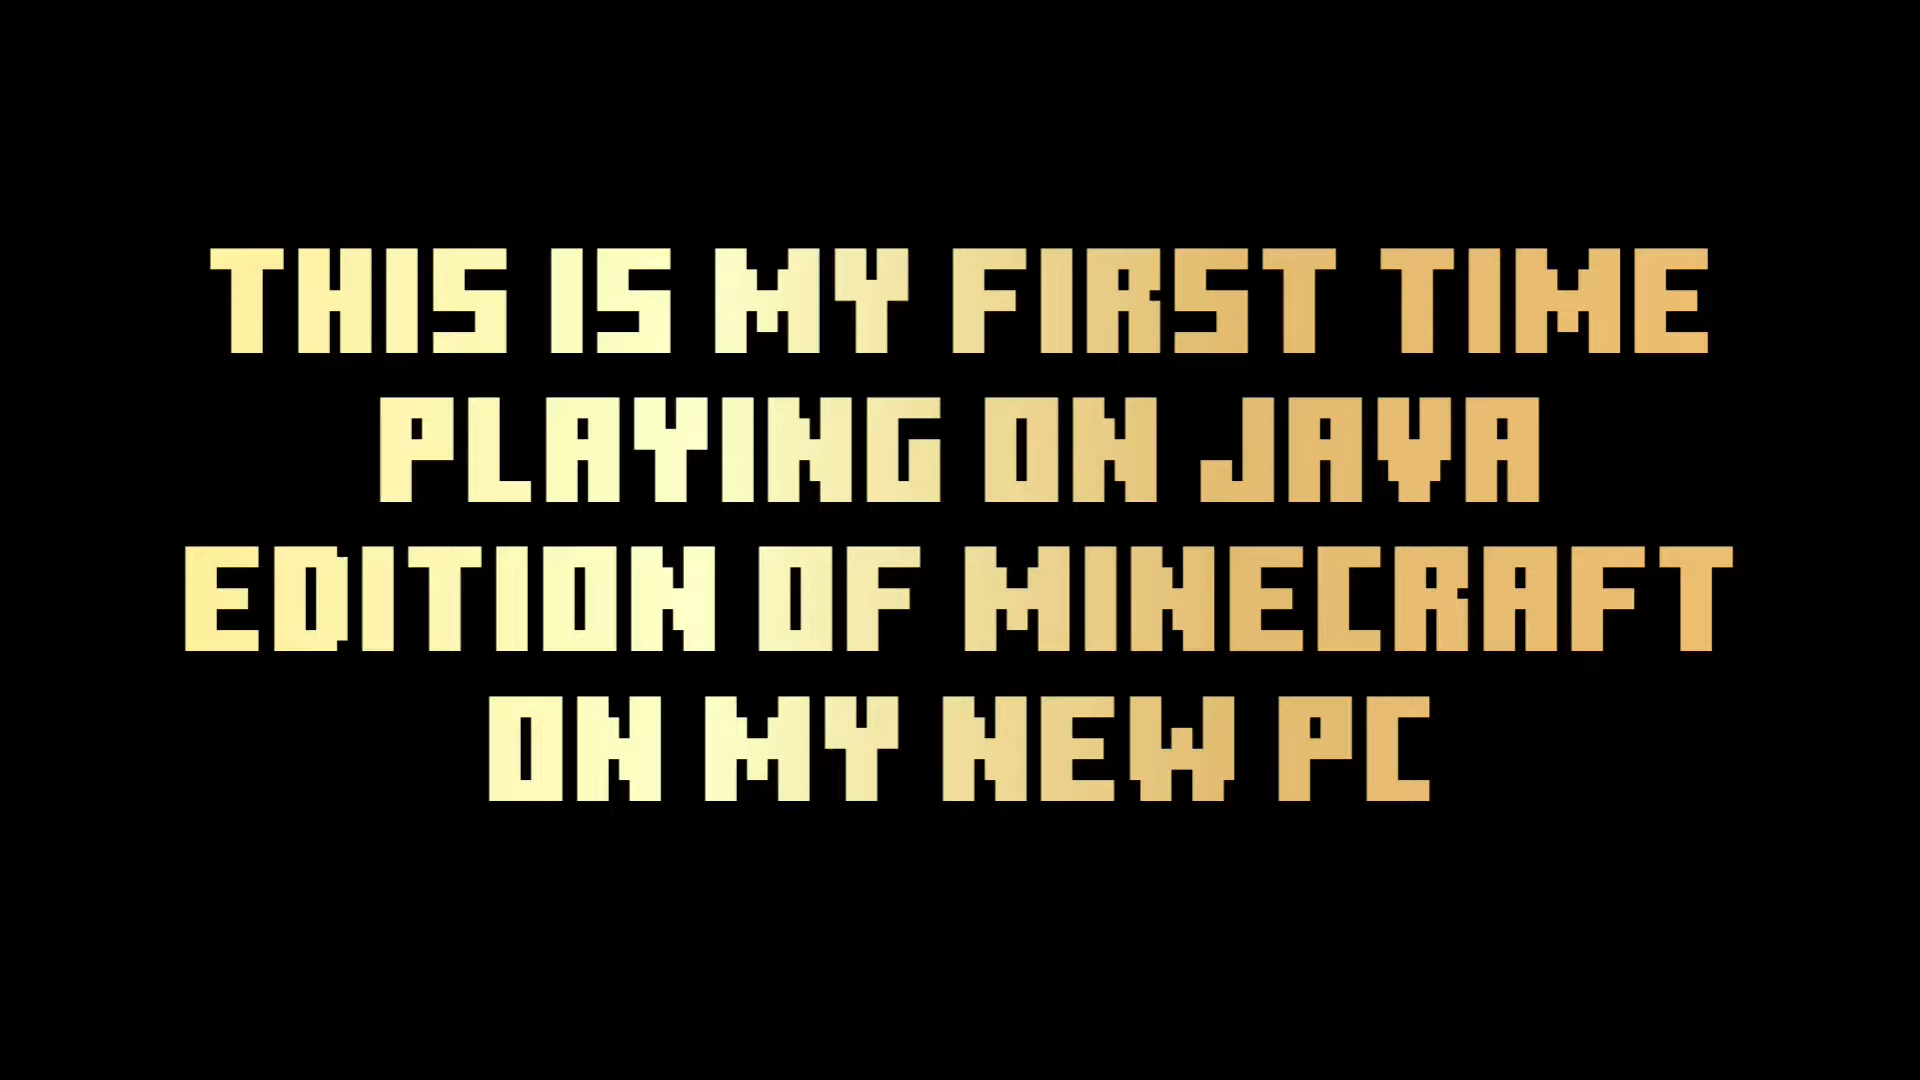 THIS IS MY FIRST TIME
PLAYING ON JAVA
EDITION OF MINECRAFT
ON MY NEW PC